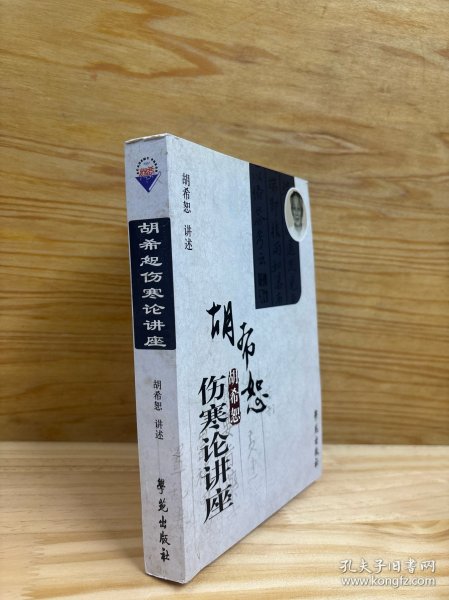 胡希恕伤寒论讲座
胡希恕 讲述
學苑出版社
胡希恕 讲述
胡希恕
胡希恕
伤寒论讲座
學苑出版社
孔夫子旧书网
www.kongfz.com